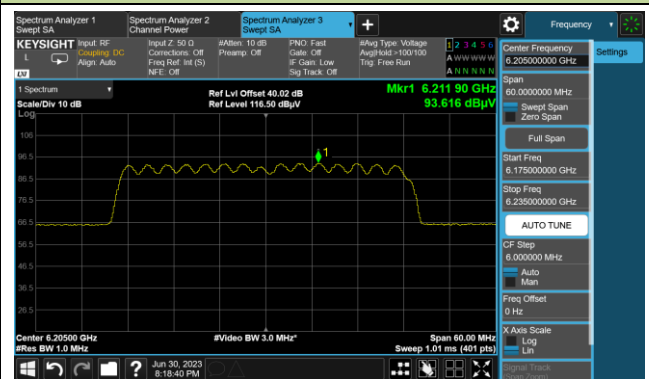 Spectrum Analyzer 1
Swept SA
Spectrum Analyzer 2
Channel Power
Spectrum Analyzer 3
Swept SA
Frequency
KEYSIGHT
L
LXI
Input: RF
Coupling: DC
Align: Auto
Input Z: 50 Ω
Corrections: Off
Freq Ref: Int (S)
NFE: Off
#Atten: 10 dB
Preamp: Off
PNO: Fast
Gate: Off
IF Gain: Low
Sig Track: Off
#Avg Type: Voltage
Avg|Hold:>100/100
Trig: Free Run
1 2 3 4 5 6
A W W W W W
A N N N N N
Center Frequency
6.205000000 GHz
Settings
Span
60.0000000 MHz
Swept Span
Zero Span
Full Span
Start Freq
6.175000000 GHz
Stop Freq
6.235000000 GHz
AUTO TUNE
CF Step
6.000000 MHz
Auto
Man
Freq Offset
0 Hz
X Axis Scale
Log
Lin
Signal Track
(Span Zoom)
1 Spectrum
Scale/Div 10 dB
Log
Ref Lvl Offset 40.02 dB
Ref Level 116.50 dBµV
Mkr1 6.211 90 GHz
93.616 dBµV
106
96.5
86.5
76.5
66.5
56.5
46.5
36.5
26.5
1
Center 6.20500 GHz
#Res BW 1.0 MHz
#Video BW 3.0 MHz*
Span 60.00 MHz
Sweep 1.01 ms (401 pts)
?
Jun 30, 2023
8:18:40 PM